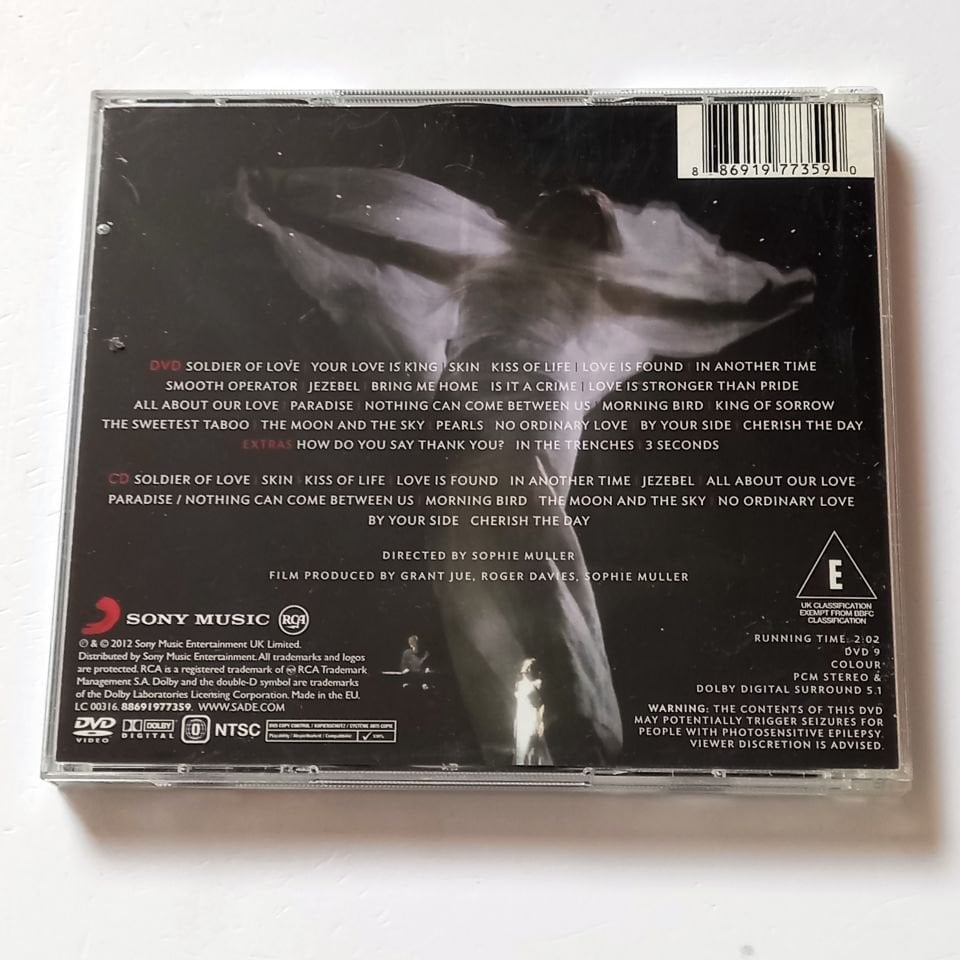 8 86919 77359 0
DVD SOLDIER OF LOVE YOUR LOVE IS KING | SKIN KISS OF LIFE | LOVE IS FOUND | IN ANOTHER TIME
SMOOTH OPERATOR | JEZEBEL | BRING ME HOME IS IT A CRIME | LOVE IS STRONGER THAN PRIDE
ALL ABOUT OUR LOVE | PARADISE | NOTHING CAN COME BETWEEN US | MORNING BIRD | KING OF SORROW
THE SWEETEST TABOO | THE MOON AND THE SKY | PEARLS NO ORDINARY LOVE | BY YOUR SIDE | CHERISH THE DAY
EXTRAS HOW DO YOU SAY THANK YOU? IN THE TRENCHES | 3 SECONDS
CD SOLDIER OF LOVE | SKIN | KISS OF LIFE | LOVE IS FOUND IN ANOTHER TIME | JEZEBEL | ALL ABOUT OUR LOVE
PARADISE / NOTHING CAN COME BETWEEN US | MORNING BIRD THE MOON AND THE SKY | NO ORDINARY LOVE
BY YOUR SIDE CHERISH THE DAY
DIRECTED BY SOPHIE MULLER
FILM PRODUCED BY GRANT JUE, ROGER DAVIES, SOPHIE MULLER
E
UK CLASSIFICATION
EXEMPT FROM BBFC
CLASSIFICATION
SONY MUSIC RCA
℗ & © 2012 Sony Music Entertainment UK Limited.
Distributed by Sony Music Entertainment. All trademarks and logos
are protected. RCA is a registered trademark of RCA Trademark
Management S.A. Dolby and the double-D symbol are trademarks
of the Dolby Laboratories Licensing Corporation. Made in the EU.
LC 00316. 88691977359. WWW.SADE.COM
DVD VIDEO DOLBY DIGITAL 0 NTSC
DVD COPY CONTROL / KOPIERSCHUTZ / SYSTÈME ANTI-COPIE
RUNNING TIME: 2:02
DVD 9
COLOUR
PCM STEREO &
DOLBY DIGITAL SURROUND 5.1
WARNING: THE CONTENTS OF THIS DVD
MAY POTENTIALLY TRIGGER SEIZURES FOR
PEOPLE WITH PHOTOSENSITIVE EPILEPSY.
VIEWER DISCRETION IS ADVISED.